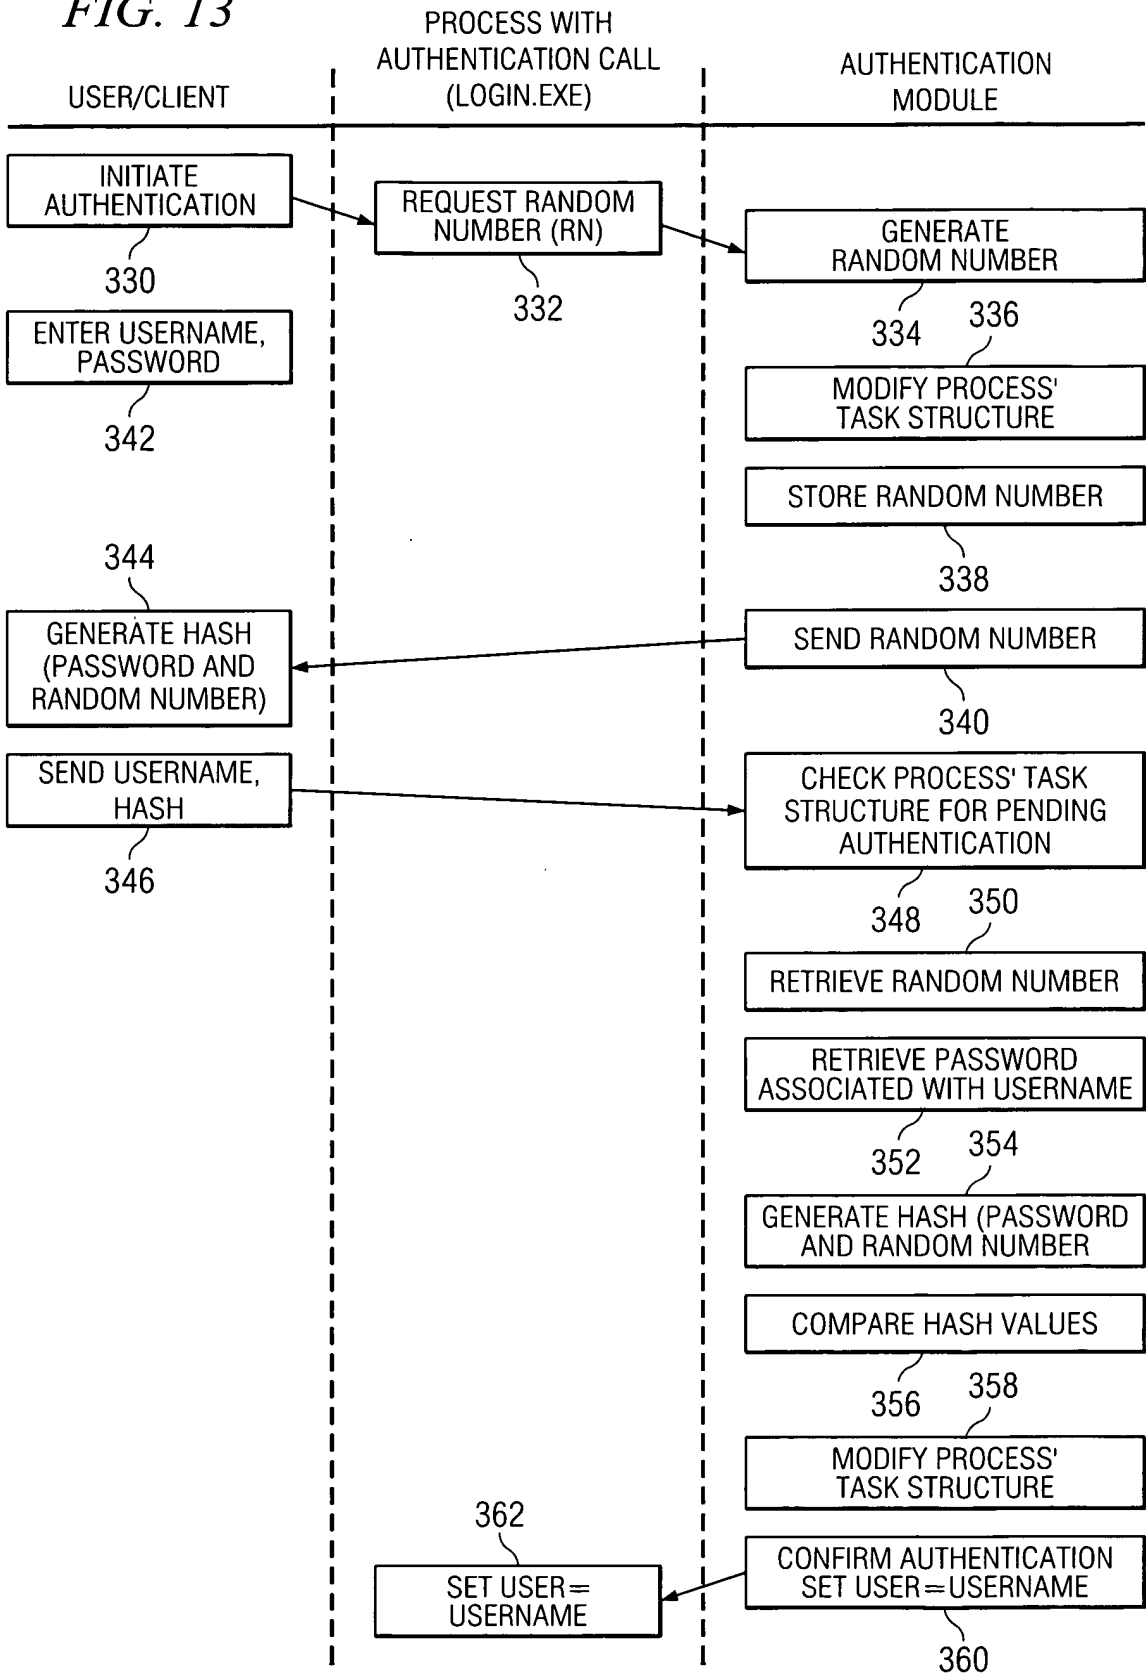 FIG. 13
USER/CLIENT
PROCESS WITH
AUTHENTICATION CALL
(LOGIN.EXE)
AUTHENTICATION
MODULE
INITIATE
AUTHENTICATION
330
REQUEST RANDOM
NUMBER (RN)
332
GENERATE
RANDOM NUMBER
334
336
ENTER USERNAME,
PASSWORD
342
MODIFY PROCESS'
TASK STRUCTURE
STORE RANDOM NUMBER
338
344
GENERATE HASH
(PASSWORD AND
RANDOM NUMBER)
SEND RANDOM NUMBER
340
SEND USERNAME,
HASH
346
CHECK PROCESS' TASK
STRUCTURE FOR PENDING
AUTHENTICATION
348
350
RETRIEVE RANDOM NUMBER
RETRIEVE PASSWORD
ASSOCIATED WITH USERNAME
352
354
GENERATE HASH (PASSWORD
AND RANDOM NUMBER
COMPARE HASH VALUES
356
358
MODIFY PROCESS'
TASK STRUCTURE
362
SET USER=
USERNAME
CONFIRM AUTHENTICATION
SET USER=USERNAME
360